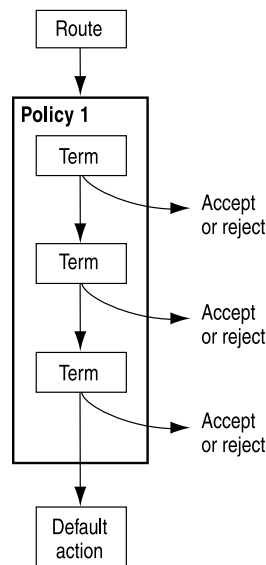 Route
Policy 1
Term
Accept
or reject
Term
Accept
or reject
Term
Accept
or reject
Default
action